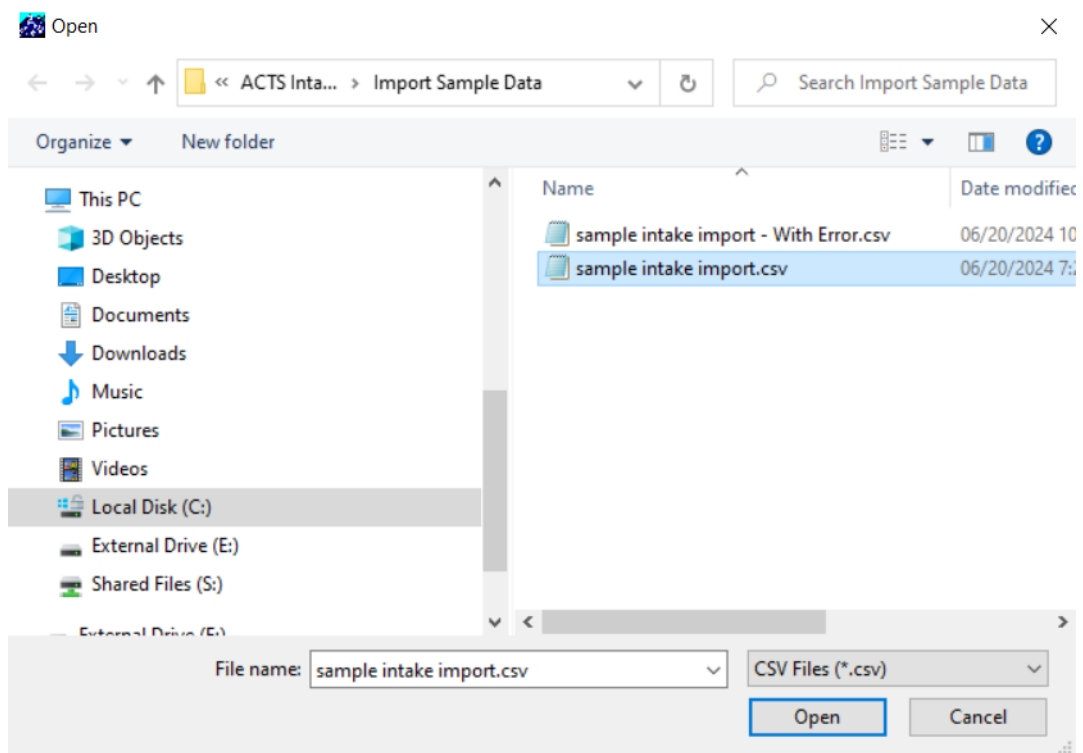 Open
« ACTS Inta... > Import Sample Data
Search Import Sample Data
Organize
New folder
?
This PC
3D Objects
Desktop
Documents
Downloads
Music
Pictures
Videos
Local Disk (C:)
External Drive (E:)
Shared Files (S:)
External Drive (E:)
Name
Date modified
sample intake import - With Error.csv
06/20/2024 10
sample intake import.csv
06/20/2024 7:2
File name:
sample intake import.csv
CSV Files (*.csv)
Open
Cancel